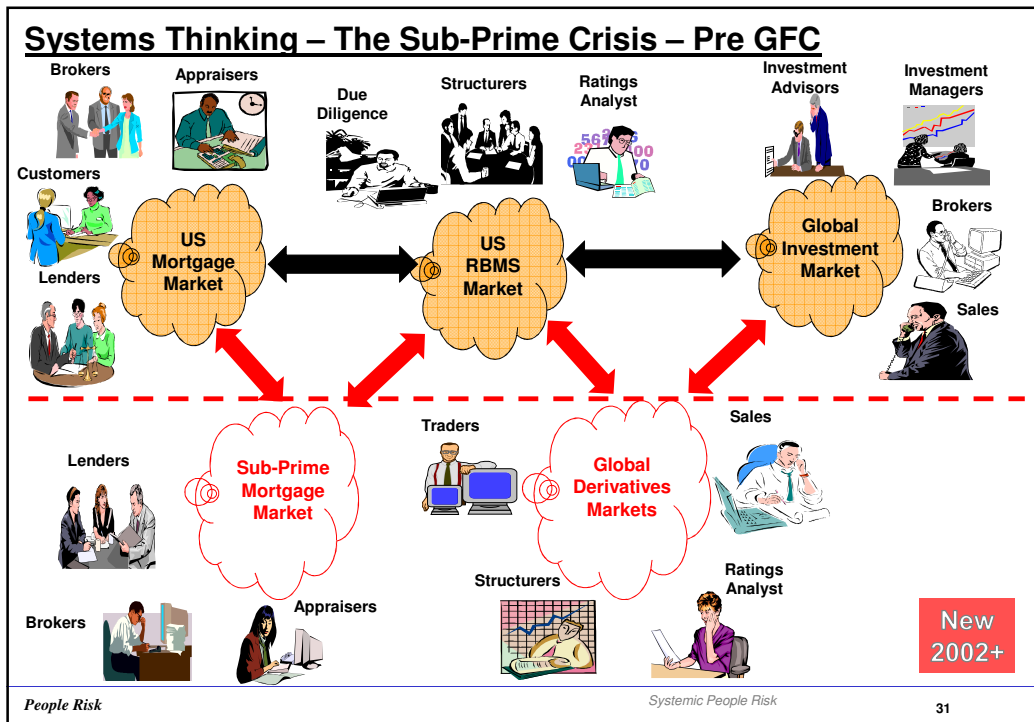 Systems Thinking – The Sub-Prime Crisis – Pre GFC
Brokers
Appraisers
Due
Diligence
Structurers
Ratings
Analyst
Investment
Advisors
Investment
Managers
Customers
Lenders
US
Mortgage
Market
US
RBMS
Market
Global
Investment
Market
Brokers
Sales
Lenders
Sub-Prime
Mortgage
Market
Traders
Global
Derivatives
Markets
Sales
Brokers
Appraisers
Structurers
Ratings
Analyst
New
2002+
People Risk
Systemic People Risk
31